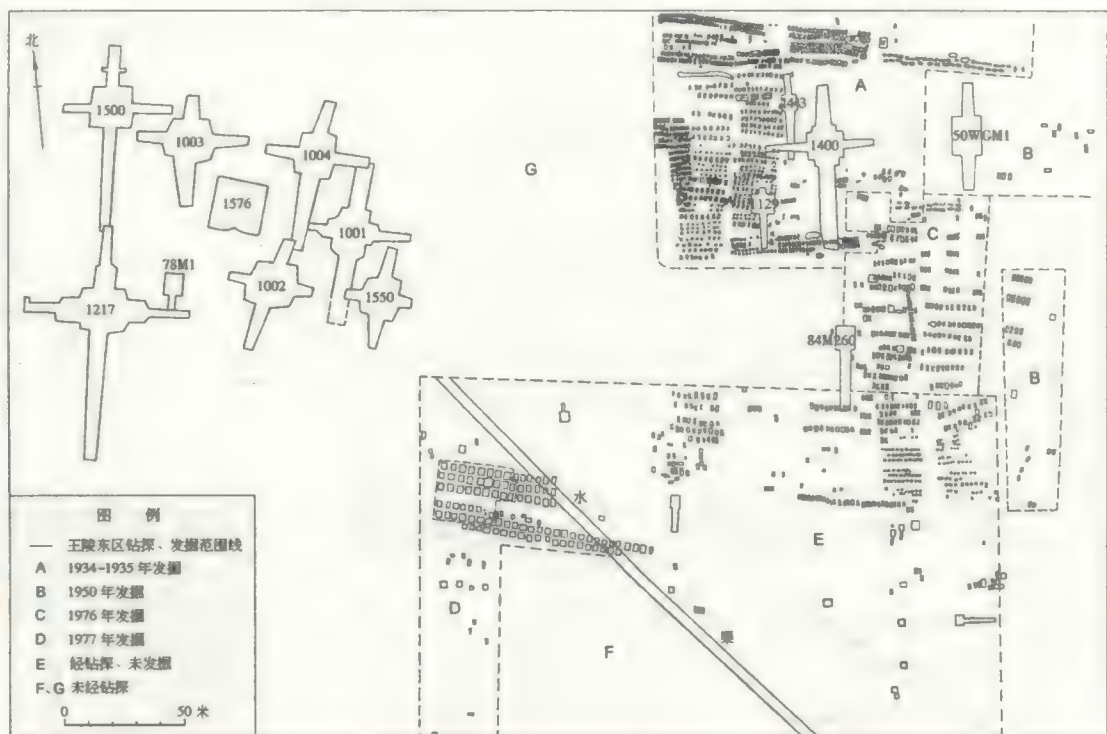 北
1500
1003
1004
1576
1001
1002
1550
78M1
1217
G
A
1443
1400
50WGM1
B
C
84M260
B
水
渠
E
D
F
图 例
王陵东区钻探、发掘范围线
A 1934-1935 年发掘
B 1950 年发掘
C 1976 年发掘
D 1977 年发掘
E 经钻探、未发掘
F、G 未经钻探
0 50 米